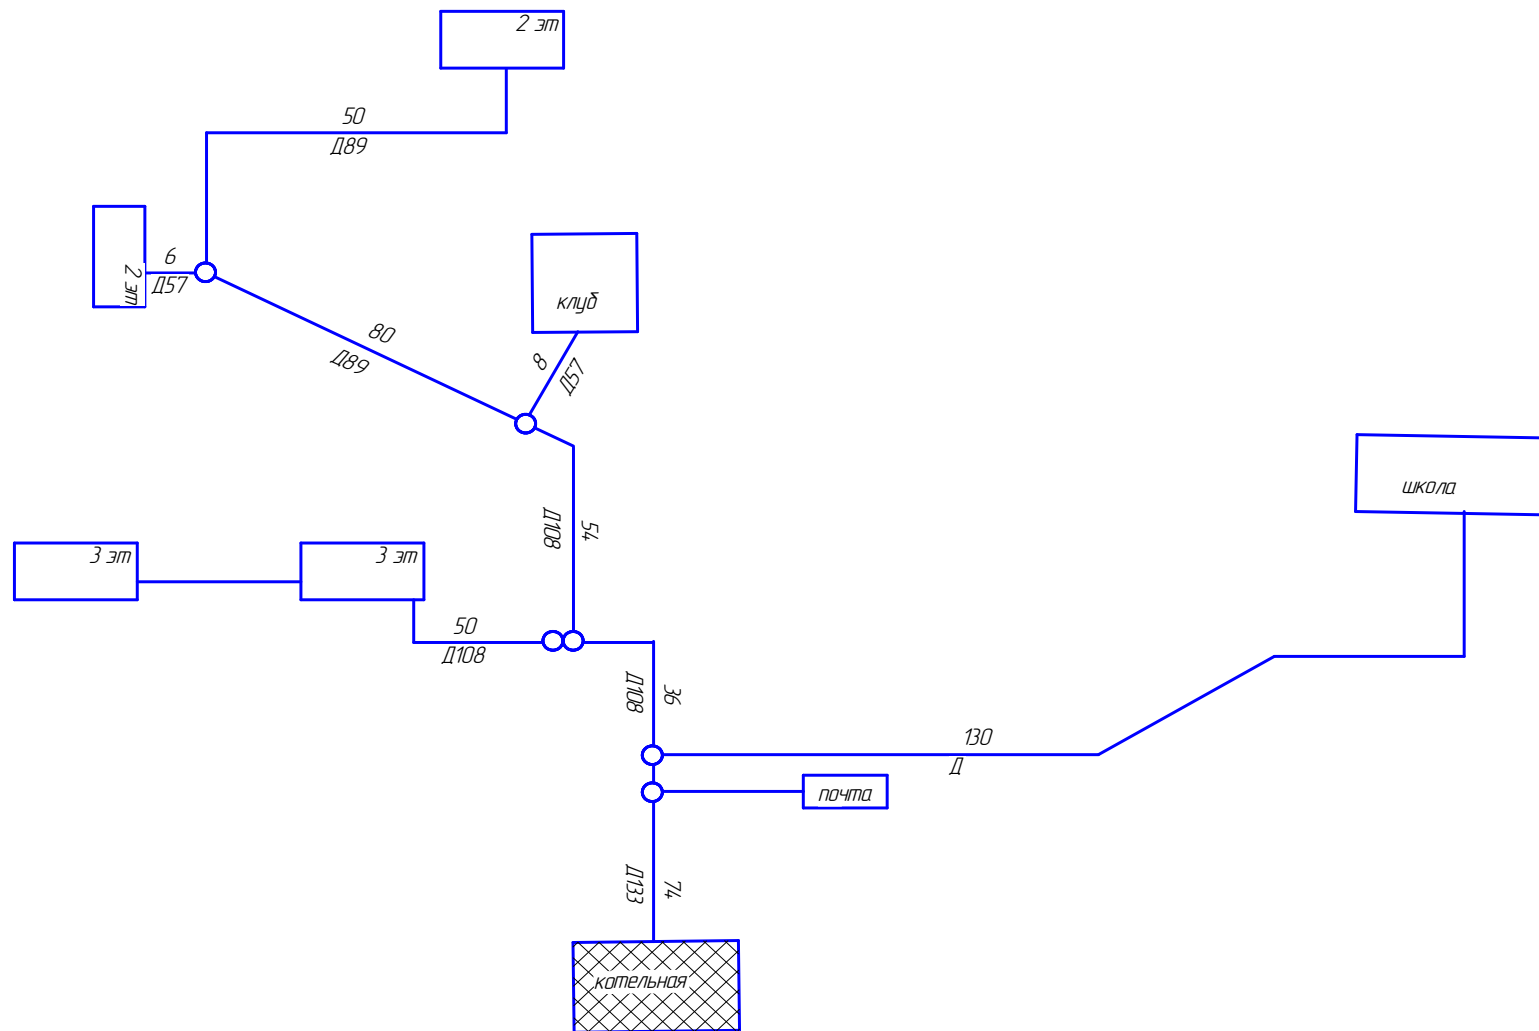 2 эт
50
Д89
6
Д57
2 эт
клуб
80
Д89
8
Д57
школа
Д108
54
3 эт
3 эт
50
Д108
Д108
36
130
Д
почта
Д133
74
котельная